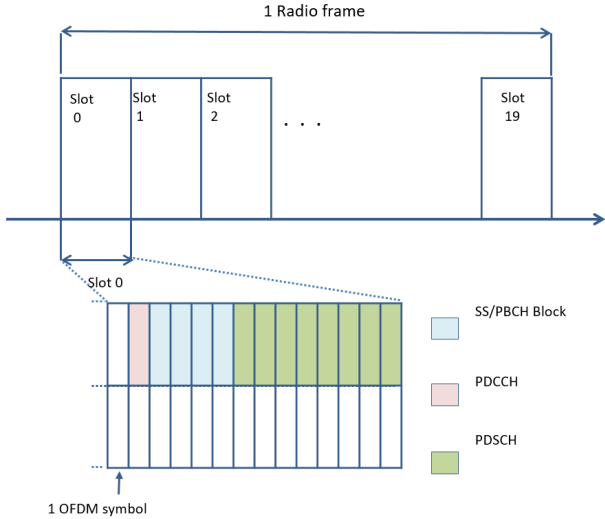 1 Radio frame
Slot
0
Slot
1
Slot
2
. . .
Slot
19
Slot 0
SS/PBCH Block
PDCCH
PDSCH
1 OFDM symbol